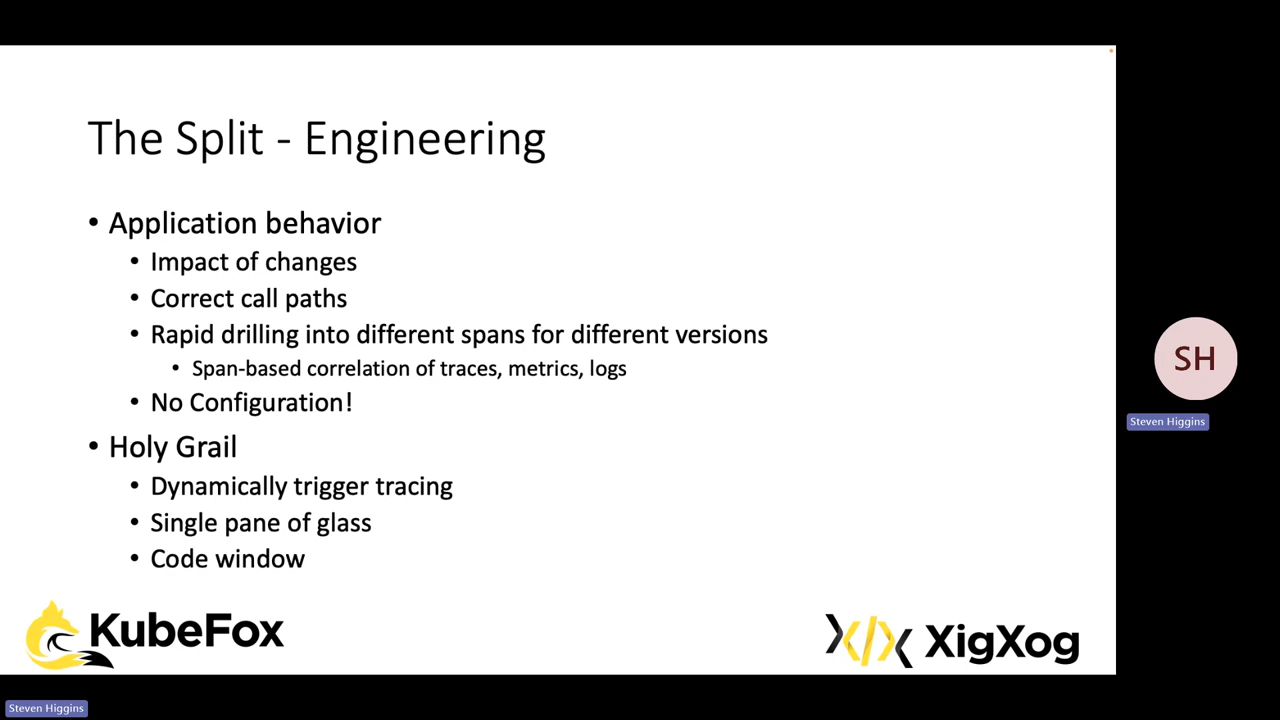 The Split - Engineering
• Application behavior
• Impact of changes
• Correct call paths
• Rapid drilling into different spans for different versions
• Span-based correlation of traces, metrics, logs
• No Configuration!
• Holy Grail
• Dynamically trigger tracing
• Single pane of glass
• Code window
KubeFox
XigXog
SH
Steven Higgins
Steven Higgins